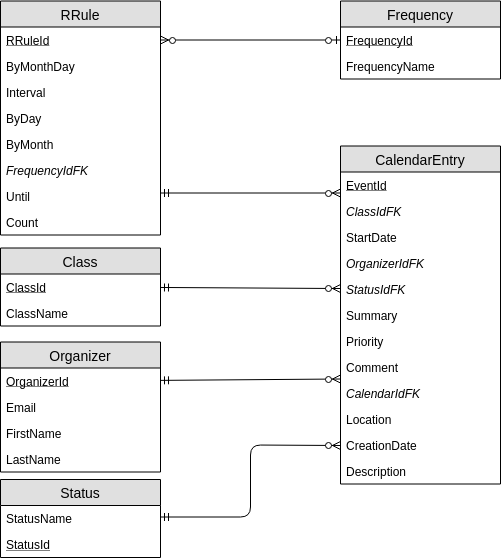 RRule
RRuleId
ByMonthDay
Interval
ByDay
ByMonth
FrequencyIdFK
Until
Count
Frequency
FrequencyId
FrequencyName
CalendarEntry
EventId
ClassIdFK
StartDate
OrganizerIdFK
StatusIdFK
Summary
Priority
Comment
CalendarIdFK
Location
CreationDate
Description
Class
ClassId
ClassName
Organizer
OrganizerId
Email
FirstName
LastName
Status
StatusName
StatusId